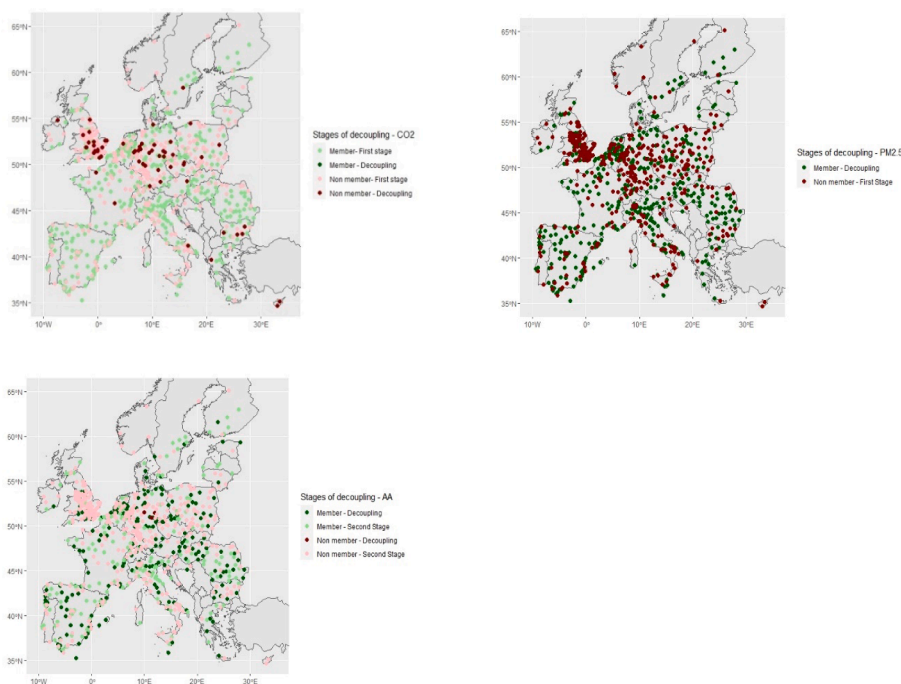 65°N
60°N
55°N
50°N
45°N
40°N
35°N
10°W 0° 10°E 20°E 30°E
Stages of decoupling - CO2
Member- First stage
Member - Decoupling
Non member- First stage
Non member - Decoupling
65°N
60°N
55°N
50°N
45°N
40°N
35°N
10°W 0° 10°E 20°E 30°E
Stages of decoupling - PM2.5
Member - Decoupling
Non member - First Stage
65°N
60°N
55°N
50°N
45°N
40°N
35°N
10°W 0° 10°E 20°E 30°E
Stages of decoupling - AA
Member - Decoupling
Member - Second Stage
Non member - Decoupling
Non member - Second Stage